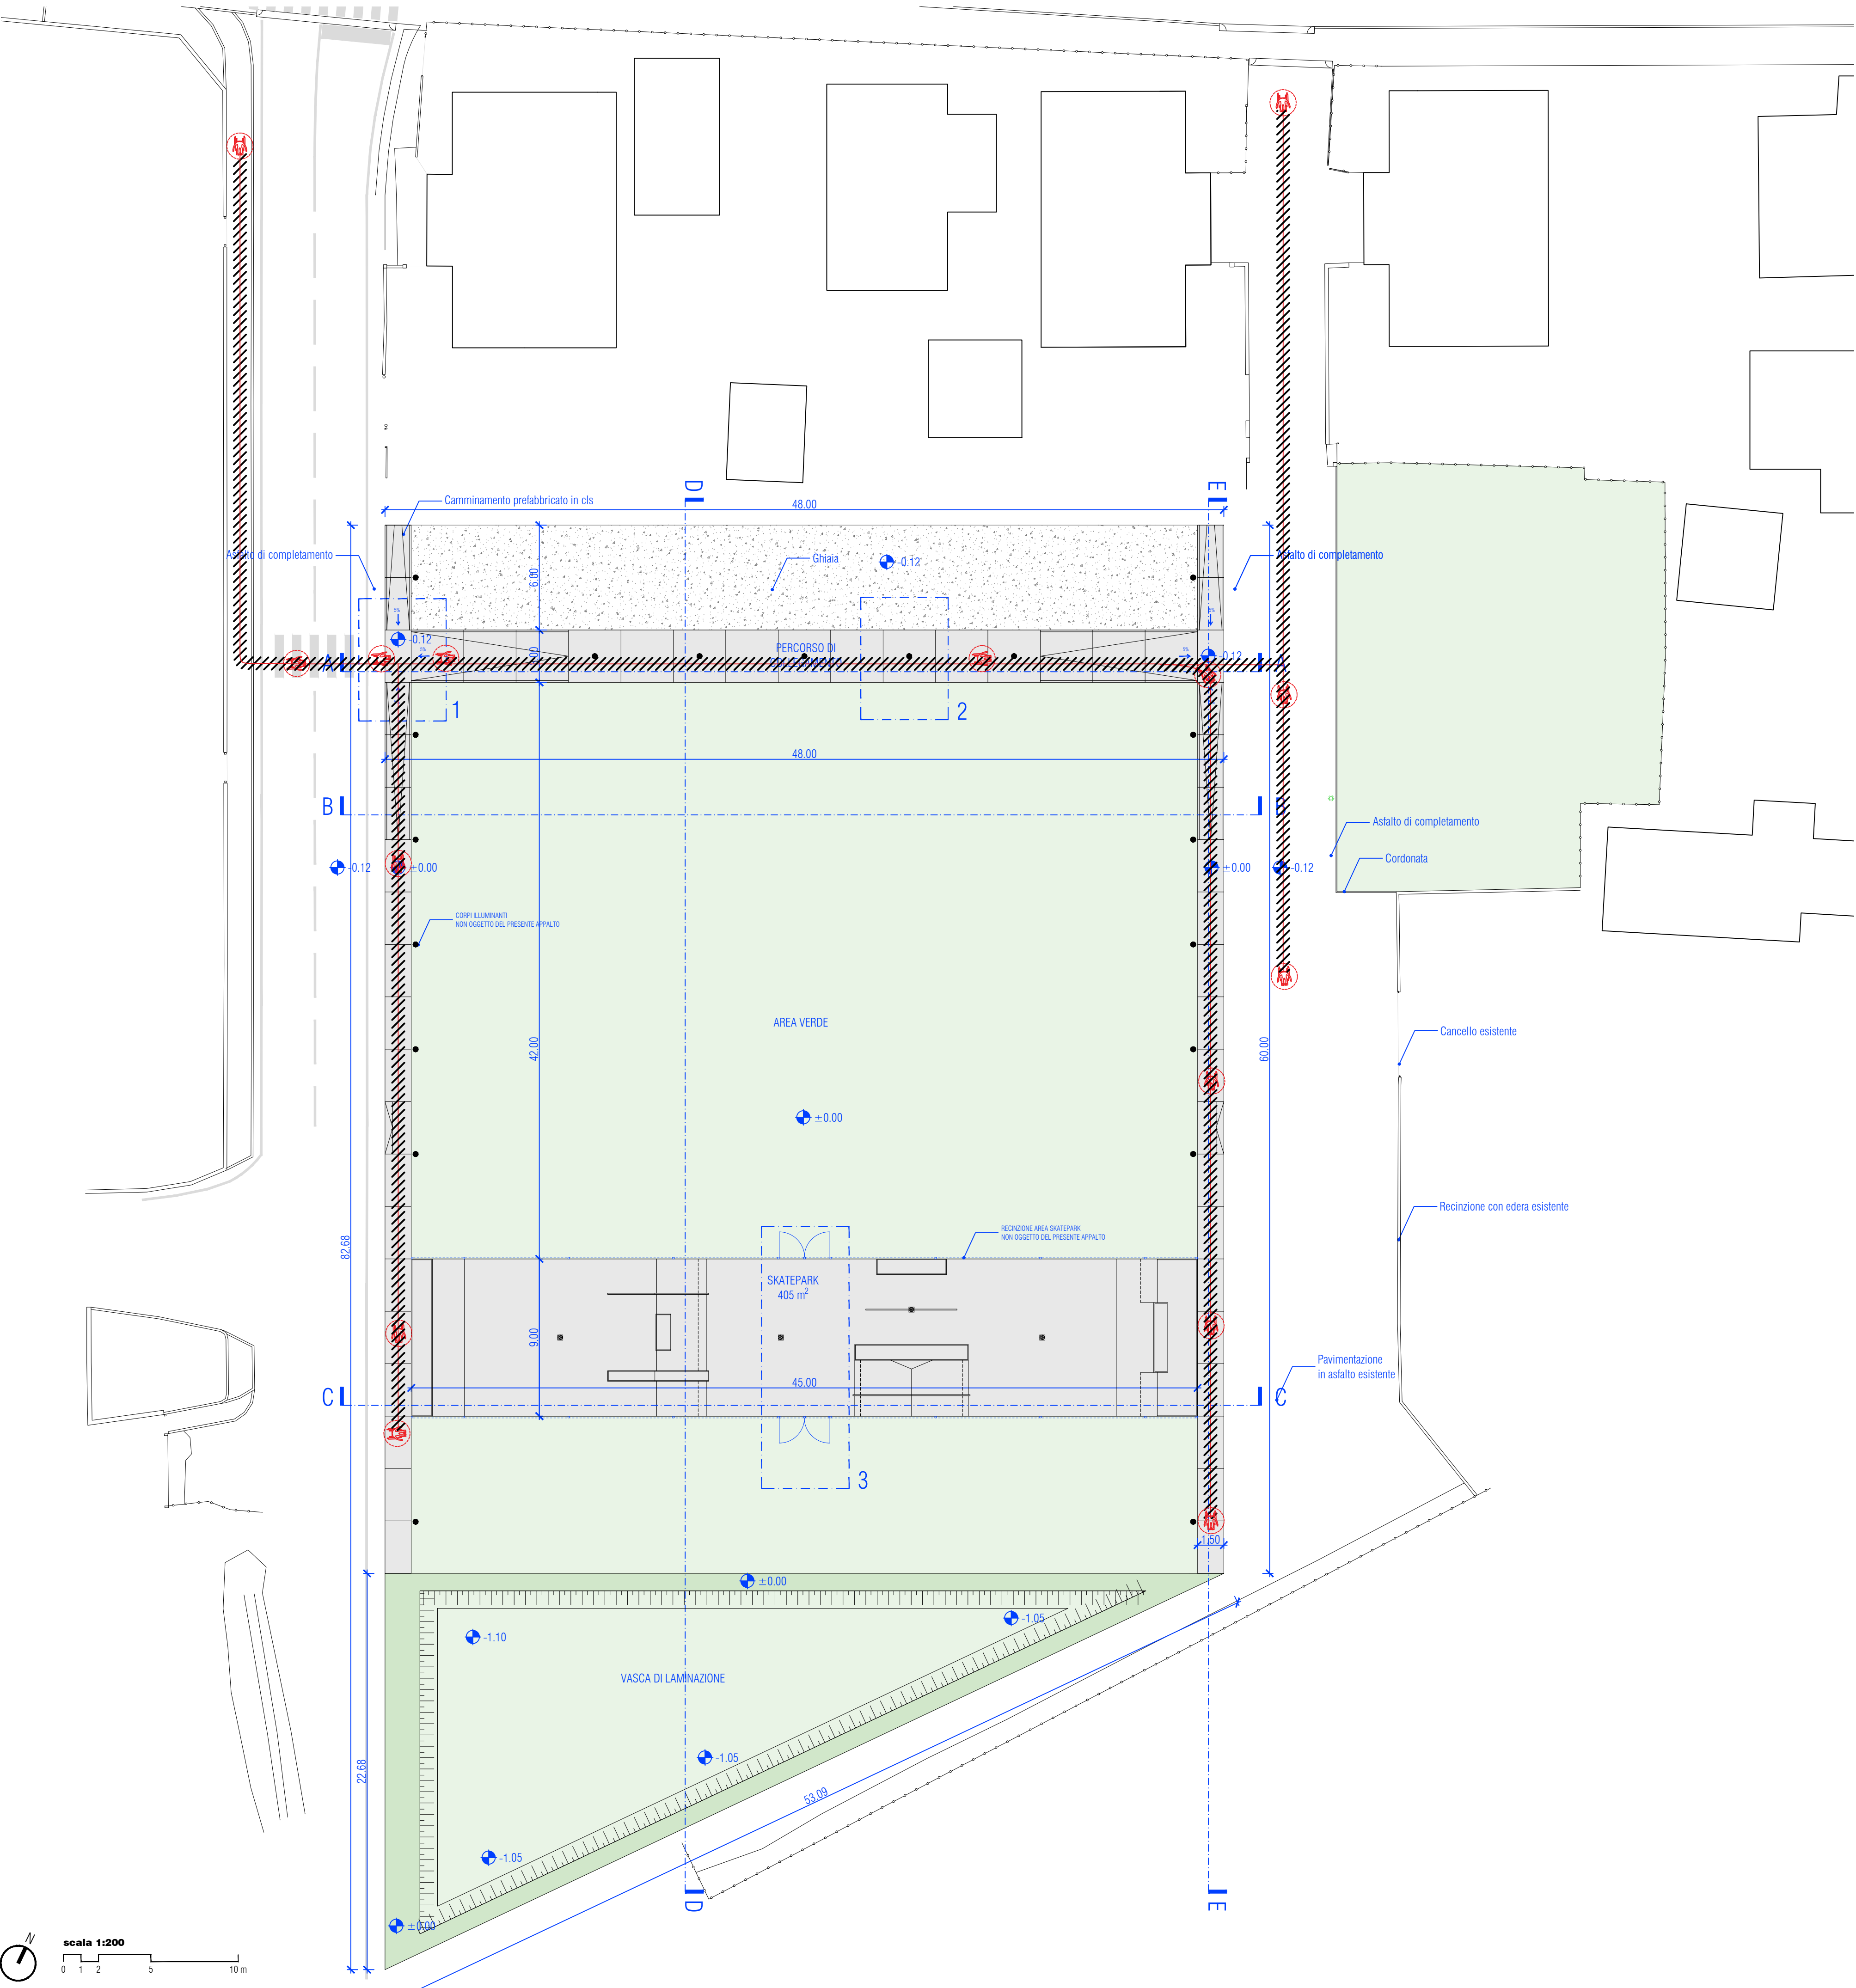 D
E
Camminamento prefabbricato in cls
48.00
Asfalto di completamento
Ghiaia
-0.12
Asfalto di completamento
6.00
5%
5%
-0.12
PERCORSO DI
COLLEGAMENTO
5%
5%
-0.12
A
A
1
2
48.00
B
B
-0.12
±0.00
±0.00
-0.12
Asfalto di completamento
Cordonata
CORPI ILLUMINANTI
NON OGGETTO DEL PRESENTE APPALTO
AREA VERDE
42.00
60.00
Cancello esistente
±0.00
82.68
Recinzione con edera esistente
RECINZIONE AREA SKATEPARK
NON OGGETTO DEL PRESENTE APPALTO
SKATEPARK
405 m²
9.00
45.00
Pavimentazione
in asfalto esistente
C
C
3
1.50
±0.00
-1.05
-1.10
VASCA DI LAMINAZIONE
-1.05
22.68
53.09
-1.05
±0.00
D
E
N
scala 1:200
0 1 2 5 10 m